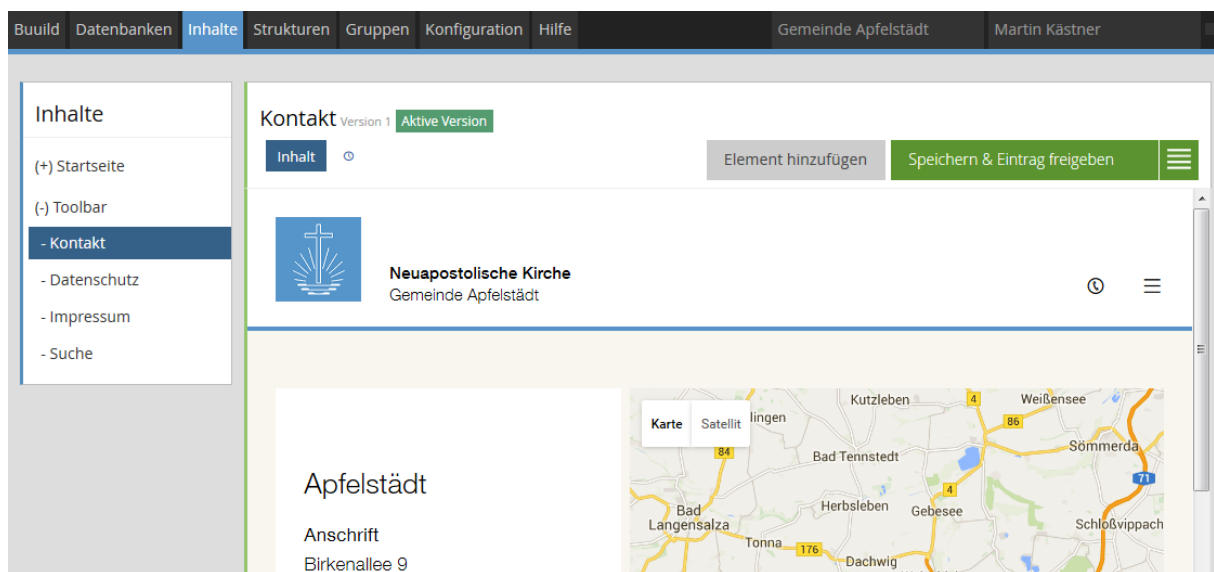 Buuild Datenbanken Inhalte Strukturen Gruppen Konfiguration Hilfe Gemeinde Apfelstädt Martin Kästner
Inhalte
(+) Startseite
(-) Toolbar
- Kontakt
- Datenschutz
- Impressum
- Suche
Kontakt Version 1 Aktive Version
Inhalt
Element hinzufügen
Speichern & Eintrag freigeben
Neuapostolische Kirche
Gemeinde Apfelstädt
Apfelstädt
Anschrift
Birkenallee 9
Karte Satellit
lingen
Kutzleben
4
Weißensee
86
84
Bad Tennstedt
Sömmerda
71
4
Herbsleben
Gebesee
Bad
Langensalza
Schloßvippach
Tonna
176
Dachwig